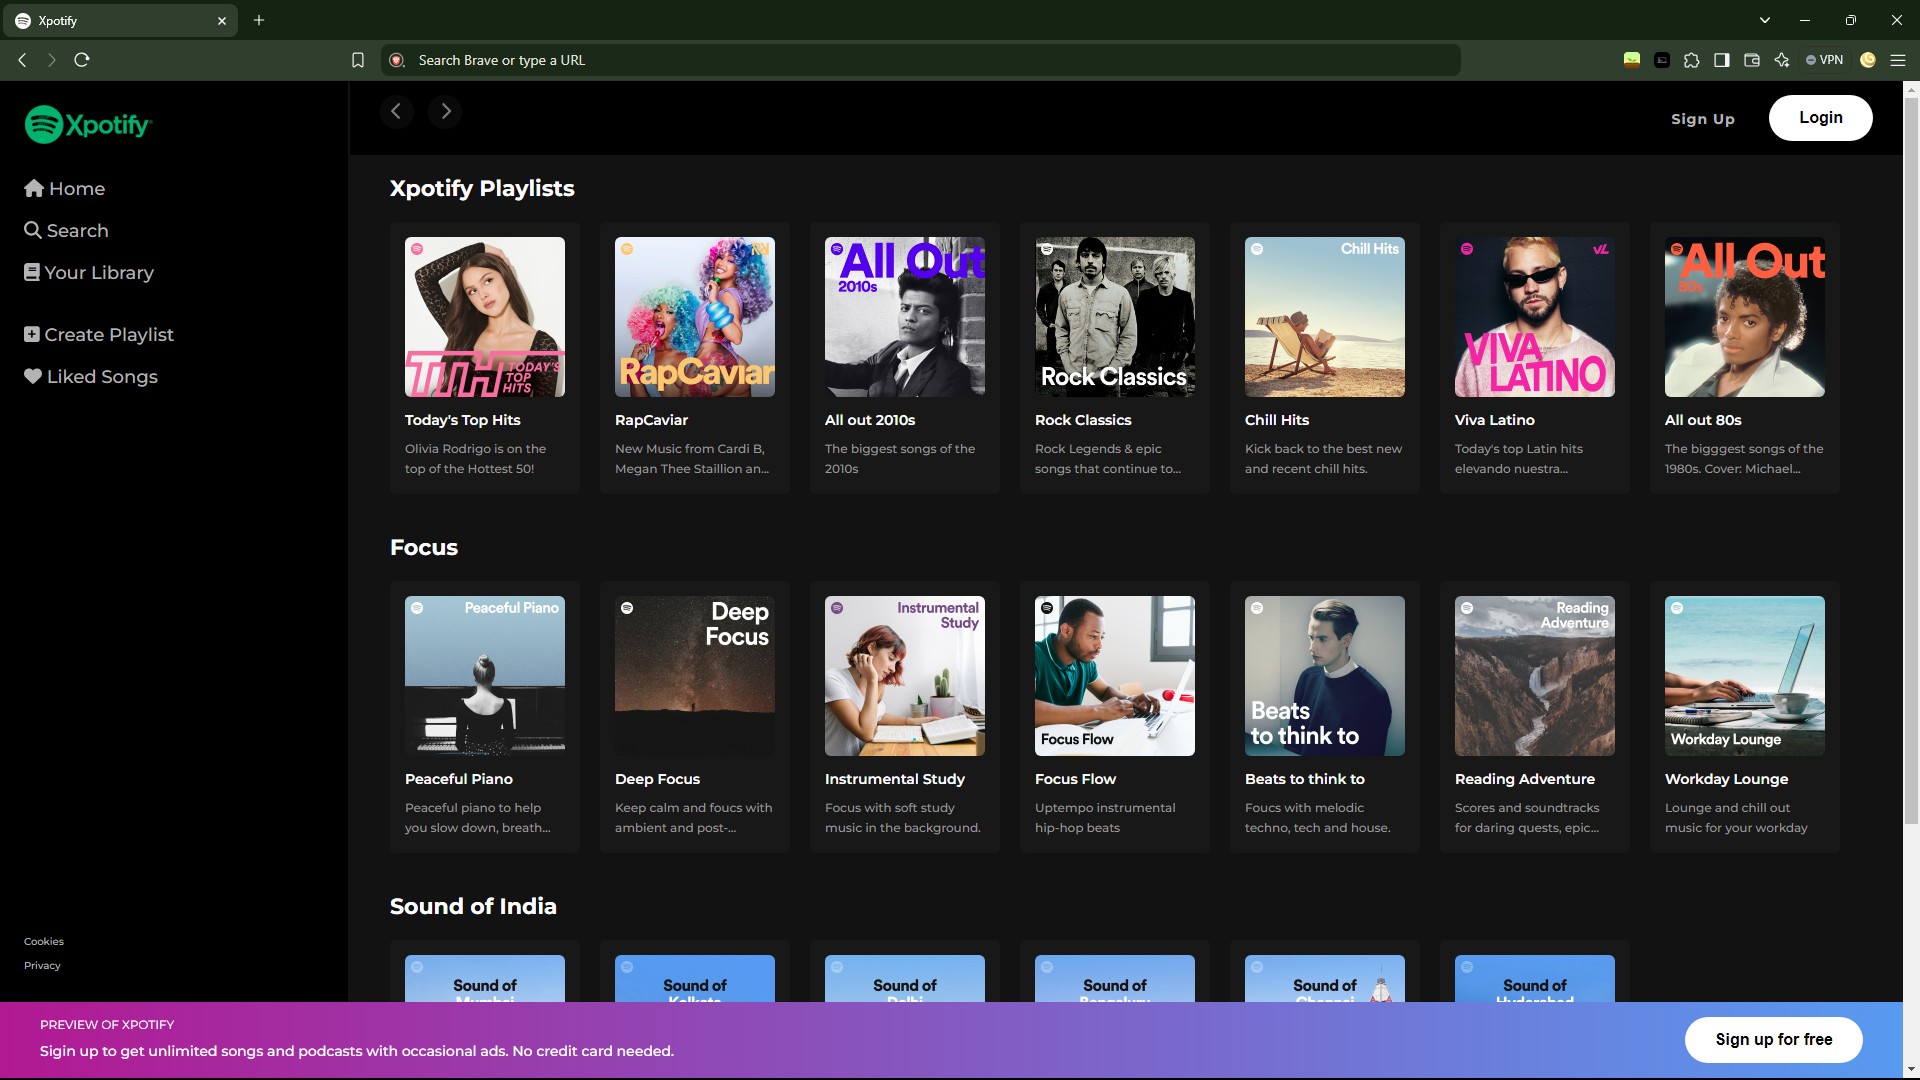 Xpotify
Search Brave or type a URL
VPN
Xpotify
Home
Search
Your Library
Create Playlist
Liked Songs
Cookies
Privacy
Sign Up
Login
Xpotify Playlists
TTH TODAY'S
TOP
HITS
Today's Top Hits
Olivia Rodrigo is on the
top of the Hottest 50!
RapCaviar
RapCaviar
New Music from Cardi B,
Megan Thee Staillion an...
All Out
2010s
All out 2010s
The biggest songs of the
2010s
Rock Classics
Rock Classics
Rock Legends & epic
songs that continue to...
Chill Hits
Chill Hits
Kick back to the best new
and recent chill hits.
vL
VIVA
LATINO
Viva Latino
Today's top Latin hits
elevando nuestra...
All Out
80s
All out 80s
The bigggest songs of the
1980s. Cover: Michael...
Focus
Peaceful Piano
Peaceful Piano
Peaceful piano to help
you slow down, breath...
Deep
Focus
Deep Focus
Keep calm and foucs with
ambient and post-...
Instrumental
Study
Instrumental Study
Focus with soft study
music in the background.
Focus Flow
Focus Flow
Uptempo instrumental
hip-hop beats
Beats
to think to
Beats to think to
Foucs with melodic
techno, tech and house.
Reading
Adventure
Reading Adventure
Scores and soundtracks
for daring quests, epic...
Workday Lounge
Workday Lounge
Lounge and chill out
music for your workday
Sound of India
Sound of
Mumbai
Sound of
Kolkata
Sound of
Delhi
Sound of
Bengaluru
Sound of
Chennai
Sound of
Hyderabad
PREVIEW OF XPOTIFY
Sigin up to get unlimited songs and podcasts with occasional ads. No credit card needed.
Sign up for free